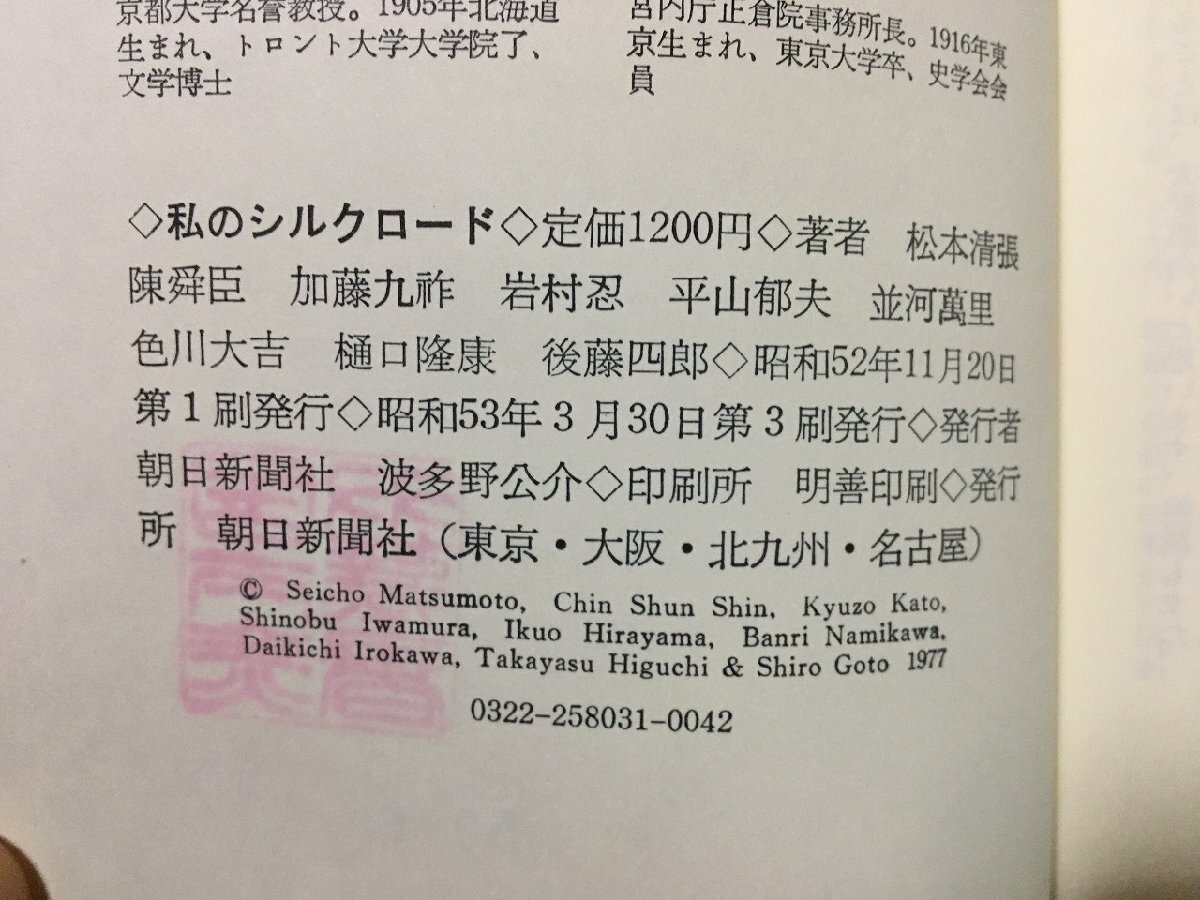 京都大学名誉教授。1905年北海道
生まれ、トロント大学大学院了、
文学博士
宮内庁正倉院事務所長。1916年東
京生まれ、東京大学卒、史学会会
員
◇私のシルクロード◇定価1200円◇著者 松本清張
陳舜臣 加藤九祚 岩村忍 平山郁夫 並河萬里
色川大吉 樋口隆康 後藤四郎◇昭和52年11月20日
第1刷発行◇昭和53年3月30日第3刷発行◇発行者
朝日新聞社 波多野公介◇印刷所 明善印刷◇発行
所 朝日新聞社(東京・大阪・北九州・名古屋)
© Seicho Matsumoto, Chin Shun Shin, Kyuzo Kato,
Shinobu Iwamura, Ikuo Hirayama, Banri Namikawa,
Daikichi Irokawa, Takayasu Higuchi & Shiro Goto 1977
0322-258031-0042